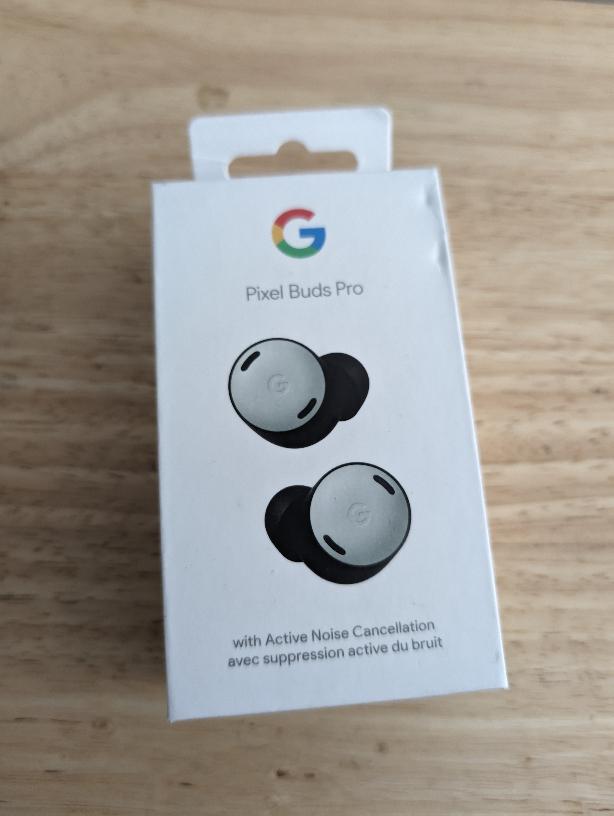 G
Pixel Buds Pro
G
G
with Active Noise Cancellation
avec suppression active du bruit